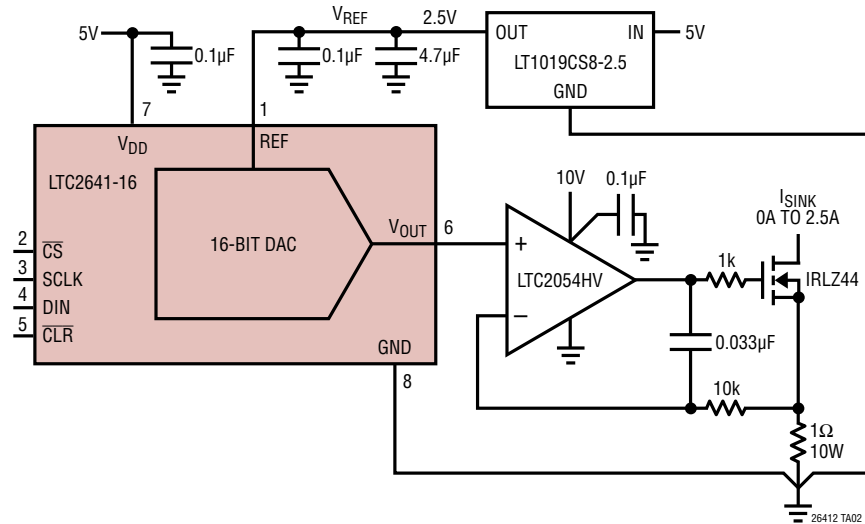 V_REF
2.5V
5V
0.1µF
0.1µF
4.7µF
OUT
IN
5V
LT1019CS8-2.5
GND
7
1
V_DD
REF
LTC2641-16
16-BIT DAC
V_OUT
6
2
CS
3
SCLK
4
DIN
5
CLR
GND
8
10V
0.1µF
+
LTC2054HV
–
I_SINK
0A TO 2.5A
1k
IRLZ44
0.033µF
10k
1Ω
10W
26412 TA02